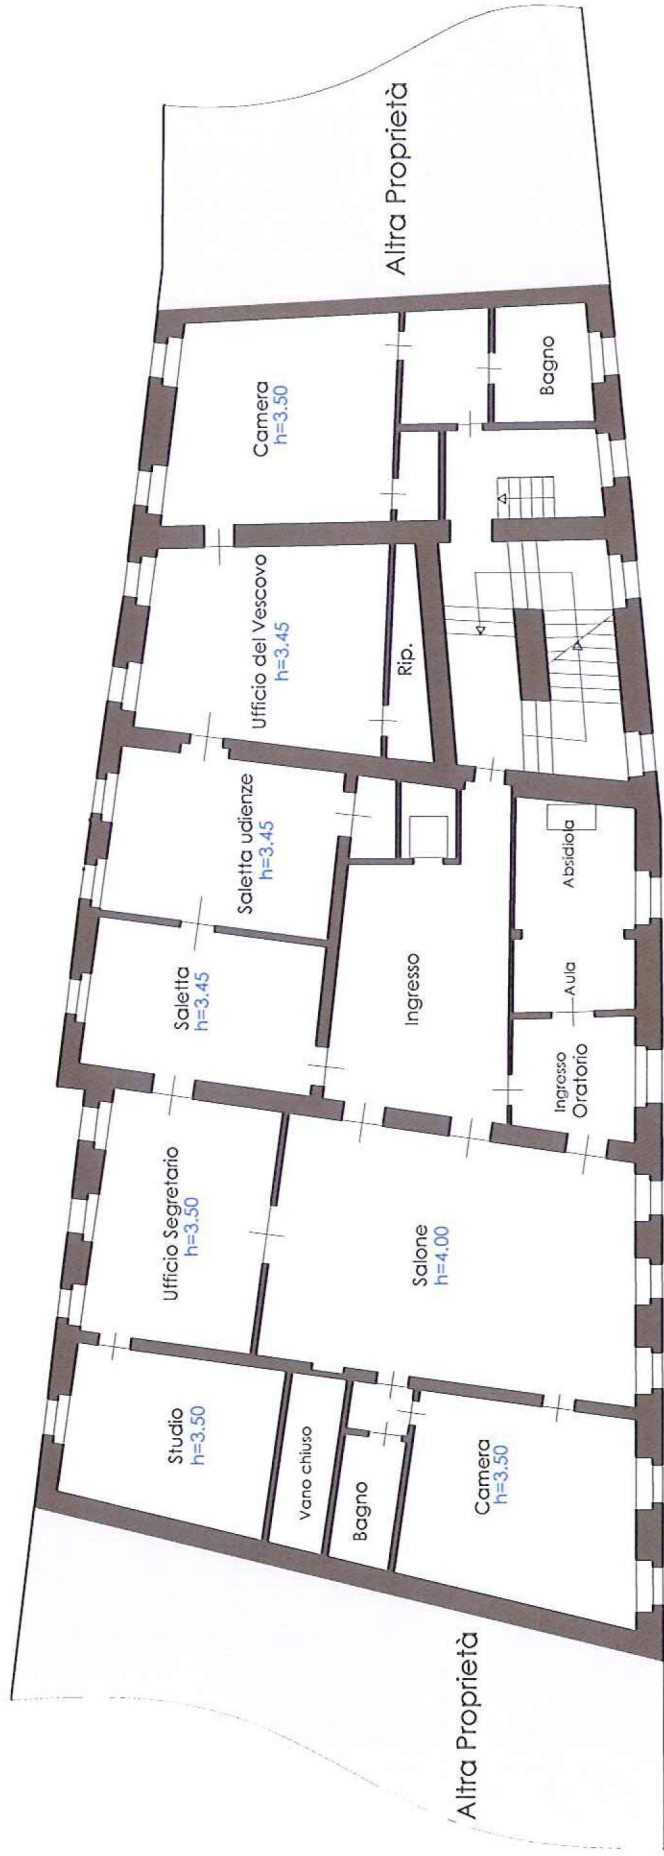 Altra Proprietà
Studio
h=3.50
Ufficio Segretario
h=3.50
Saletta
h=3.45
Saletta udienze
h=3.45
Ufficio del Vescovo
h=3.45
Camera
h=3.50
Altra Proprietà
Vano chiuso
Bagno
Camera
h=3.50
Salone
h=4.00
Ingresso
Ingresso
Oratorio
Aula
Absidiola
Rip.
Bagno